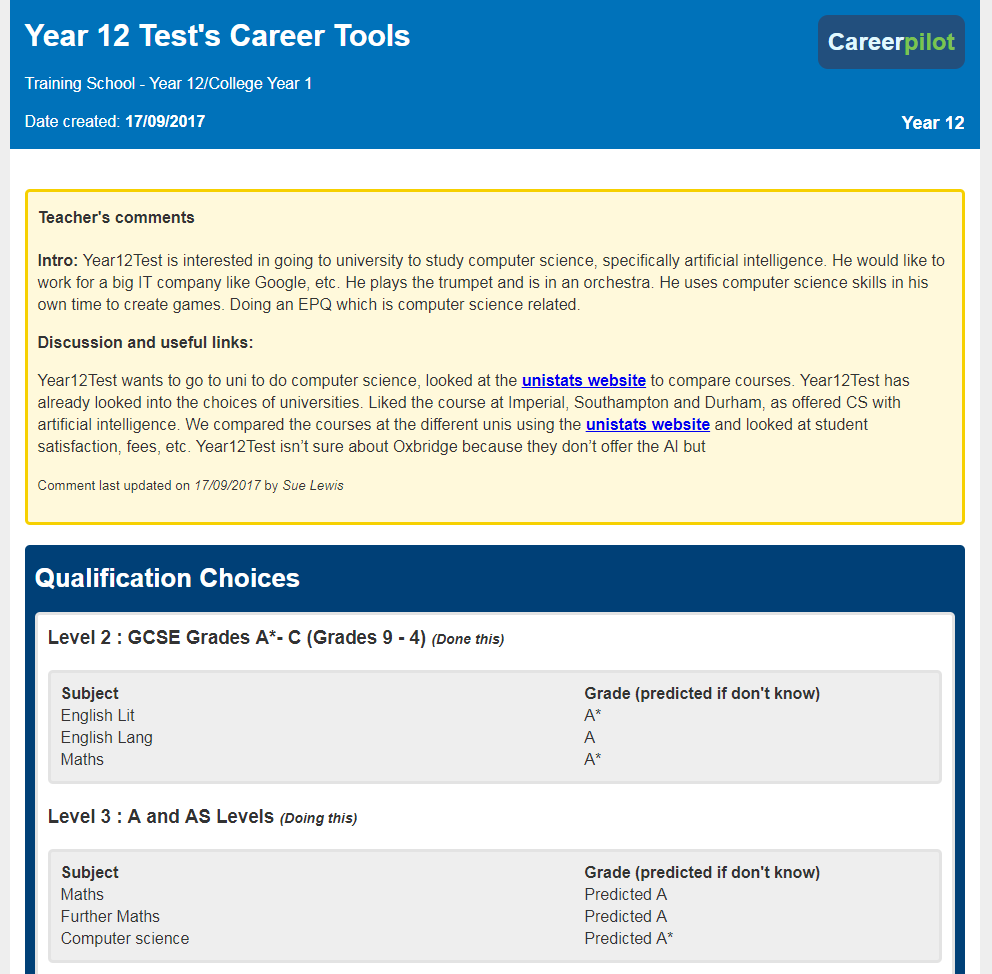 Year 12 Test's Career Tools
Careerpilot
Training School - Year 12/College Year 1
Date created: 17/09/2017
Year 12
Teacher's comments
Intro: Year12Test is interested in going to university to study computer science, specifically artificial intelligence. He would like to
work for a big IT company like Google, etc. He plays the trumpet and is in an orchestra. He uses computer science skills in his
own time to create games. Doing an EPQ which is computer science related.
Discussion and useful links:
Year12Test wants to go to uni to do computer science, looked at the unistats website to compare courses. Year12Test has
already looked into the choices of universities. Liked the course at Imperial, Southampton and Durham, as offered CS with
artificial intelligence. We compared the courses at the different unis using the unistats website and looked at student
satisfaction, fees, etc. Year12Test isn’t sure about Oxbridge because they don’t offer the AI but
Comment last updated on 17/09/2017 by Sue Lewis
Qualification Choices
Level 2 : GCSE Grades A*- C (Grades 9 - 4) (Done this)
Subject Grade (predicted if don't know)
English Lit A*
English Lang A
Maths A*
Level 3 : A and AS Levels (Doing this)
Subject Grade (predicted if don't know)
Maths Predicted A
Further Maths Predicted A
Computer science Predicted A*